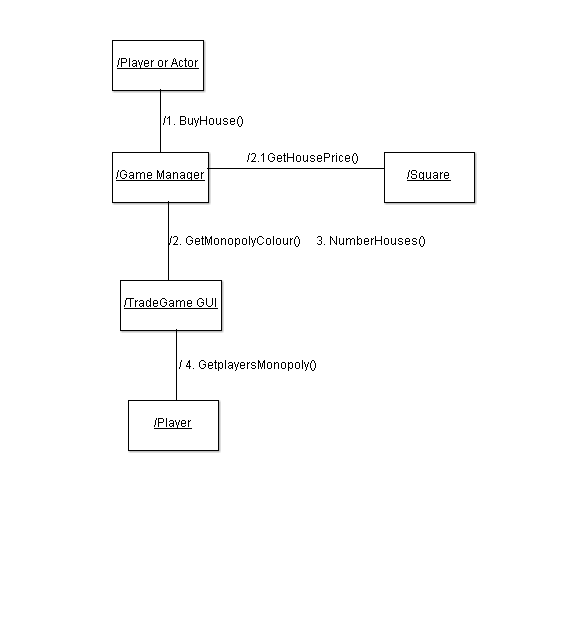 /Player or Actor
/1. BuyHouse()
/Game Manager
/2.1GetHousePrice()
/Square
/2. GetMonopolyColour() 3. NumberHouses()
/TradeGame GUI
/ 4. GetplayersMonopoly()
/Player